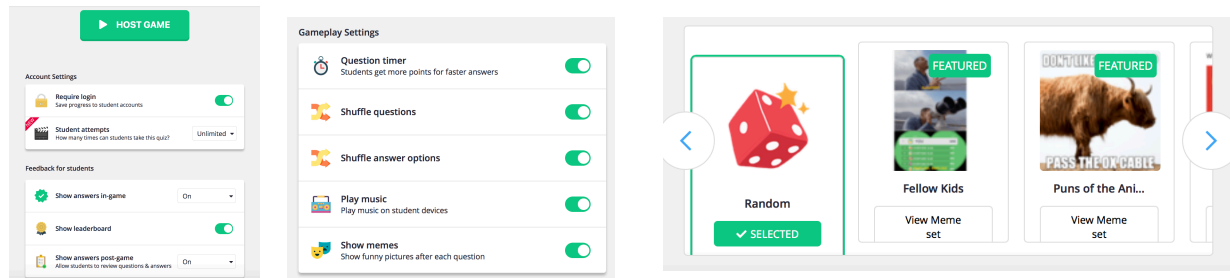 HOST GAME
Account Settings
Require login
Save progress to student accounts
Student attempts
How many times can students take this quiz?
Unlimited
Feedback for students
Show answers in-game
On
Show leaderboard
Show answers post-game
Allow students to review questions & answers
On
Gameplay Settings
Question timer
Students get more points for faster answers
Shuffle questions
Shuffle answer options
Play music
Play music on student devices
Show memes
Show funny pictures after each question
Random
SELECTED
FEATURED
Fellow Kids
View Meme
set
DON'T LIKE
FEATURED
PASS THE OX CABLE
Puns of the Ani...
View Meme
set